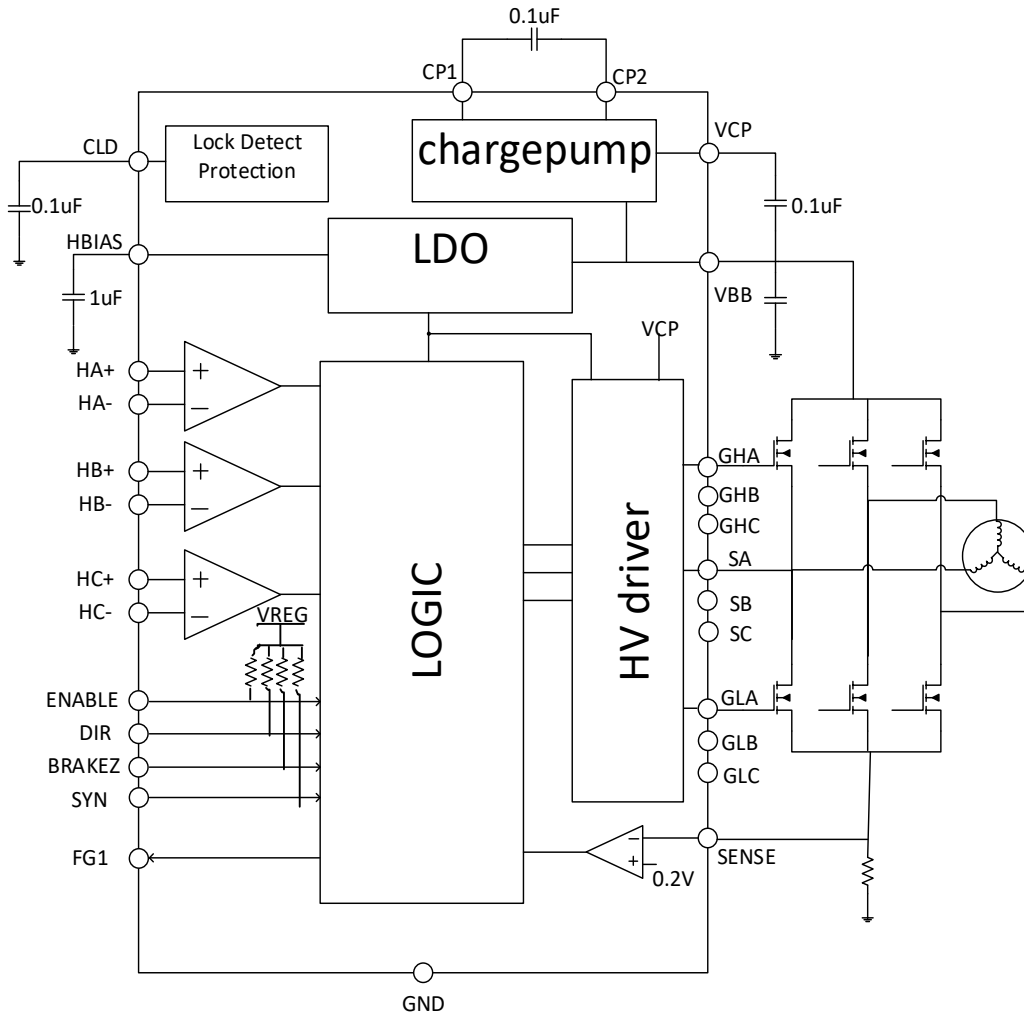 0.1uF
CP1
CP2
CLD
Lock Detect
Protection
chargepump
VCP
0.1uF
0.1uF
HBIAS
LDO
1uF
VBB
VCP
HA+
+
HA-
−
HB+
+
HB-
−
HC+
+
HC-
−
VREG
LOGIC
HV driver
GHA
GHB
GHC
SA
SB
SC
ENABLE
DIR
BRAKEZ
SYN
GLA
GLB
GLC
FG1
−
+
0.2V
SENSE
GND